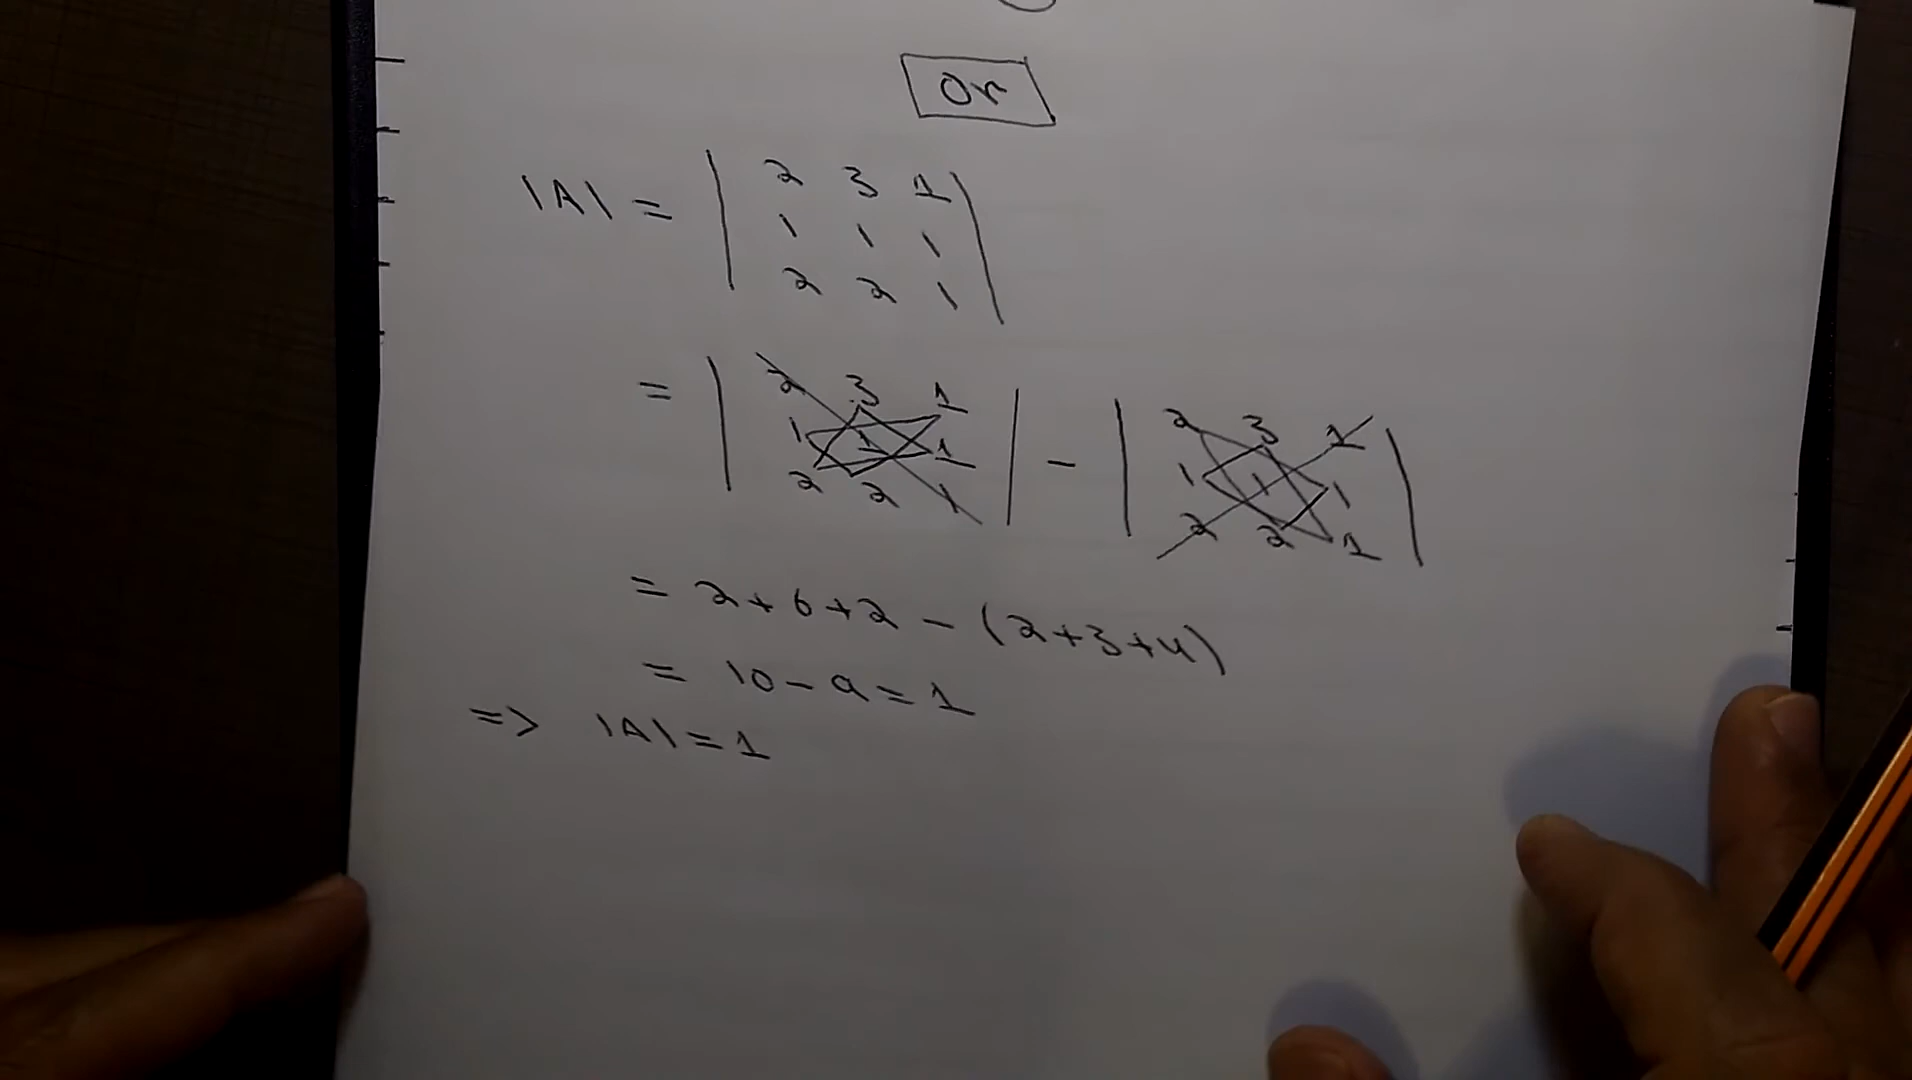 Or
|A| = | 2 3 1 |
1 1 1
2 2 1
= | 2 3 1 | - | 2 3 1 |
1 1 1 1 1 1
2 2 1 2 2 1
= 2+6+2 - (2+3+4)
= 10 - 9 = 1
=> |A| = 1